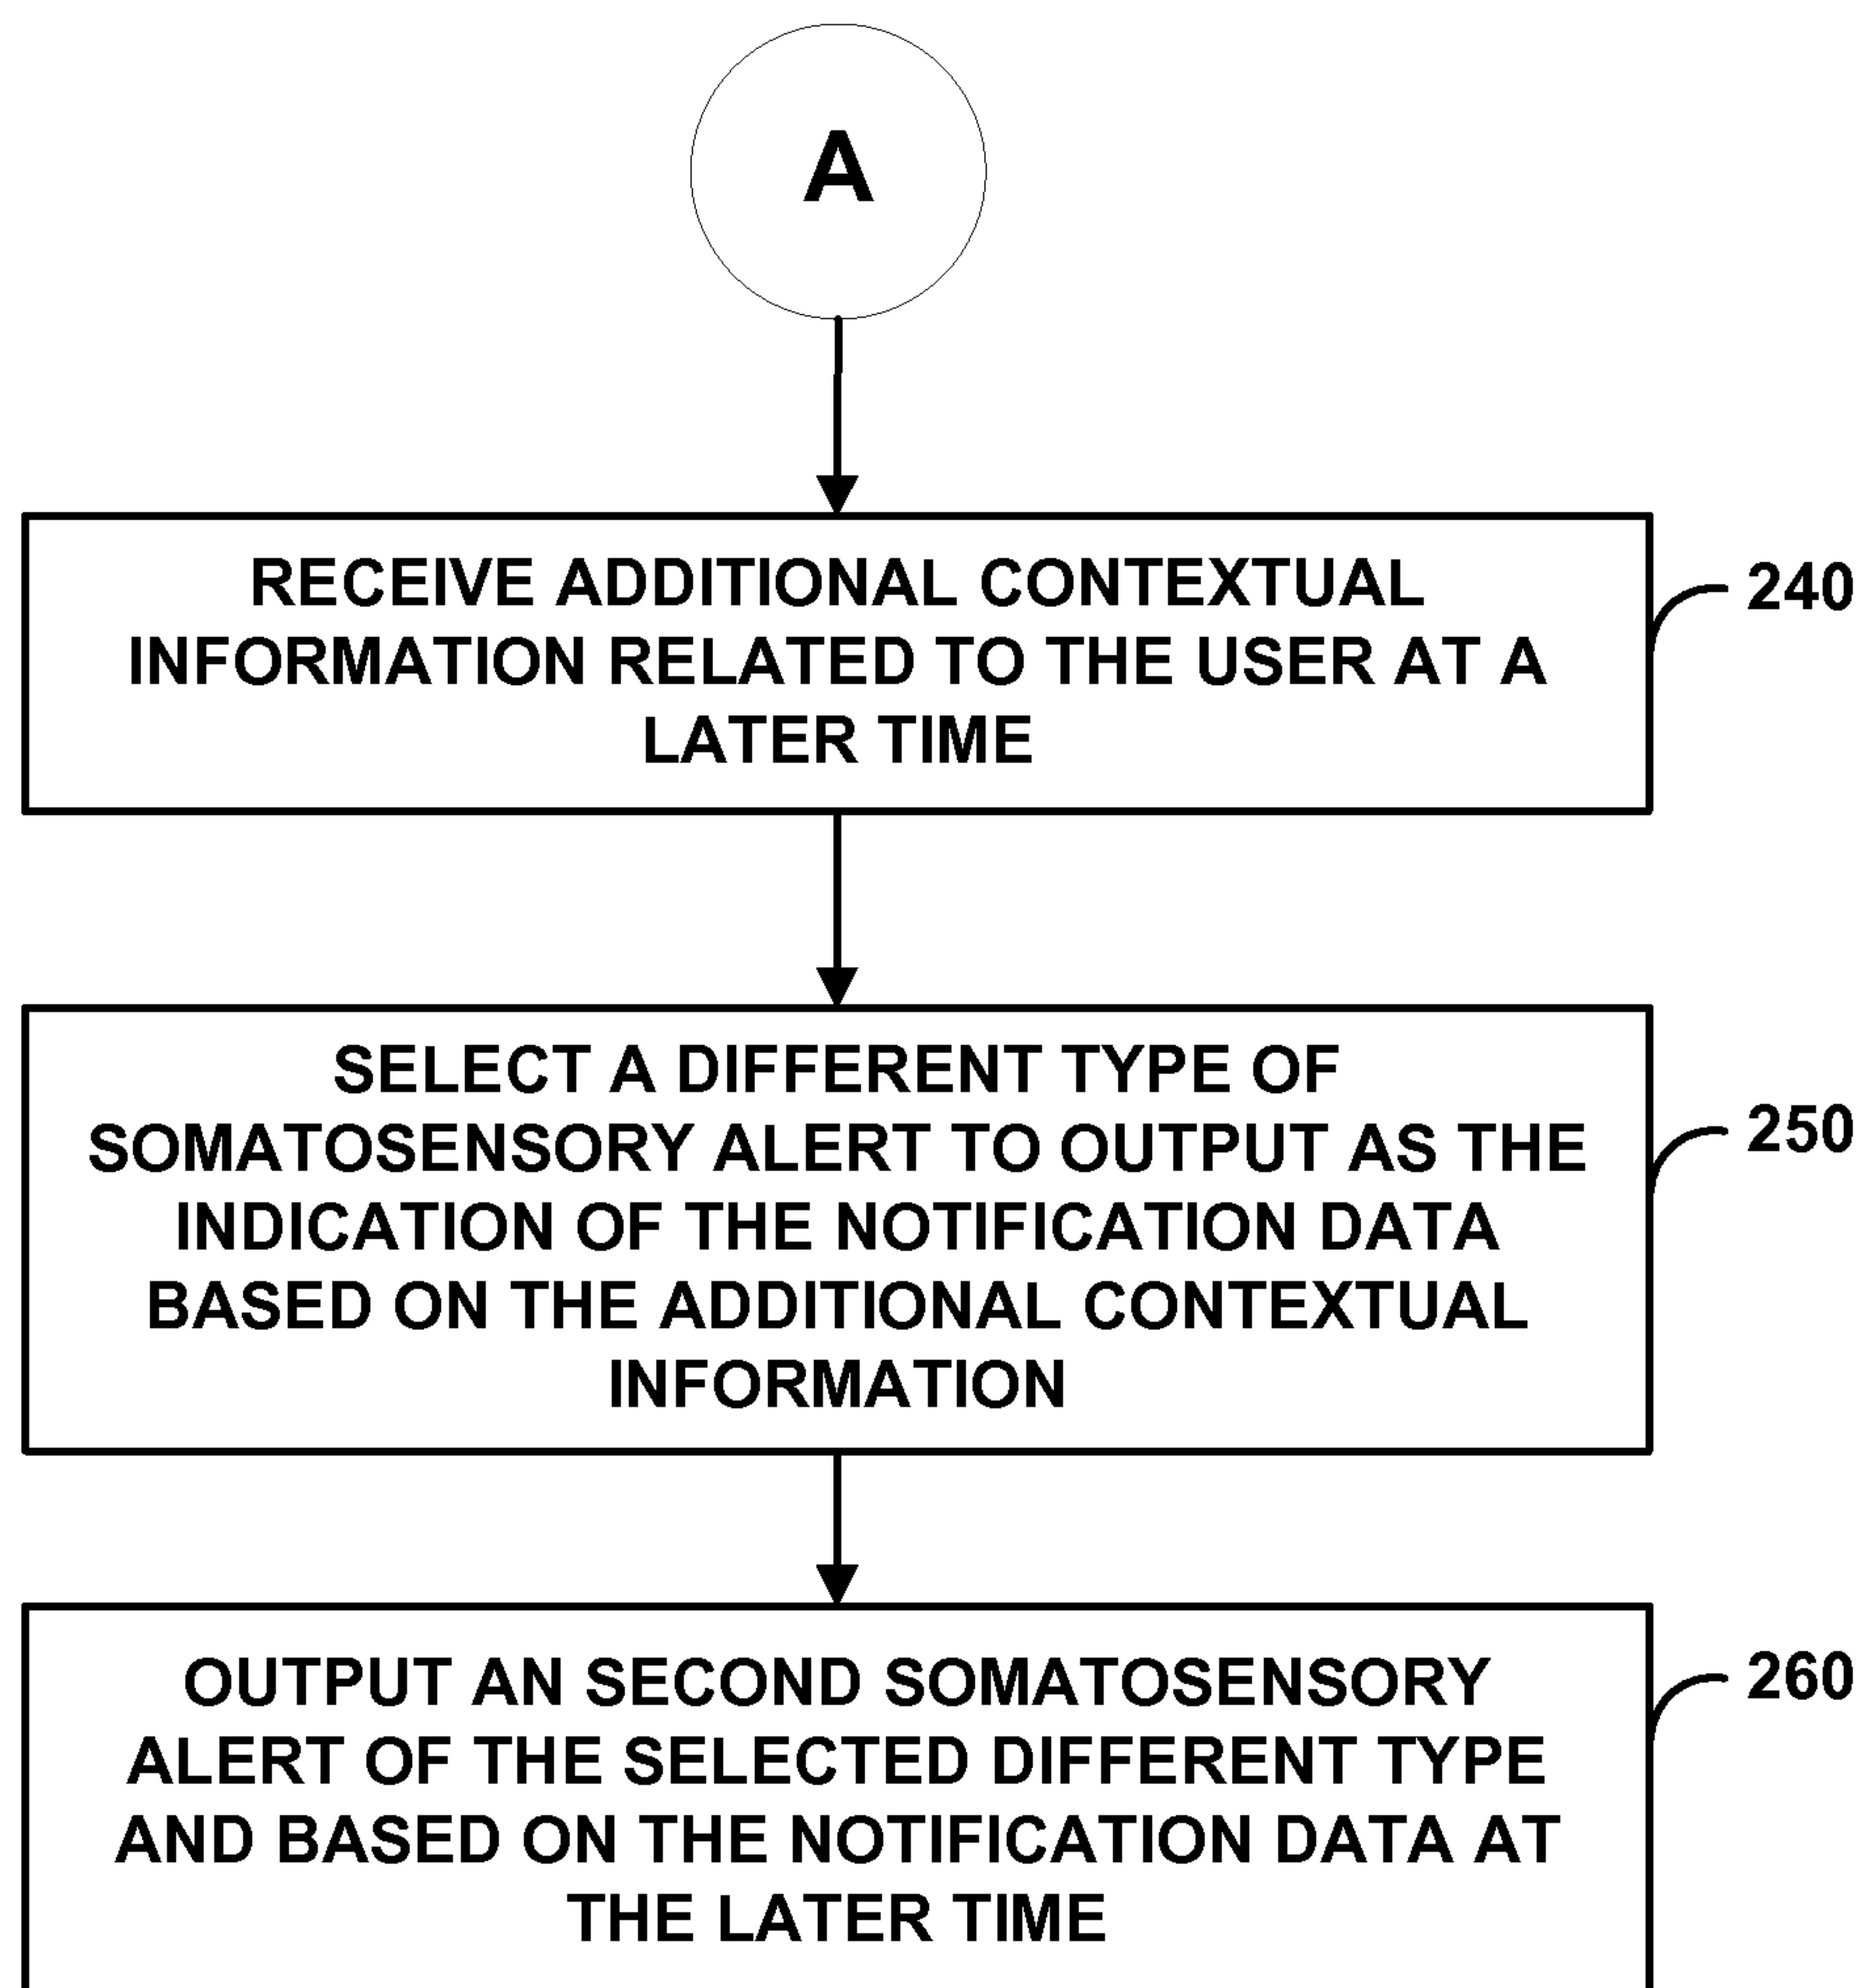 A
RECEIVE ADDITIONAL CONTEXTUAL
INFORMATION RELATED TO THE USER AT A
LATER TIME
240
SELECT A DIFFERENT TYPE OF
SOMATOSENSORY ALERT TO OUTPUT AS THE
INDICATION OF THE NOTIFICATION DATA
BASED ON THE ADDITIONAL CONTEXTUAL
INFORMATION
250
OUTPUT AN SECOND SOMATOSENSORY
ALERT OF THE SELECTED DIFFERENT TYPE
AND BASED ON THE NOTIFICATION DATA AT
THE LATER TIME
260